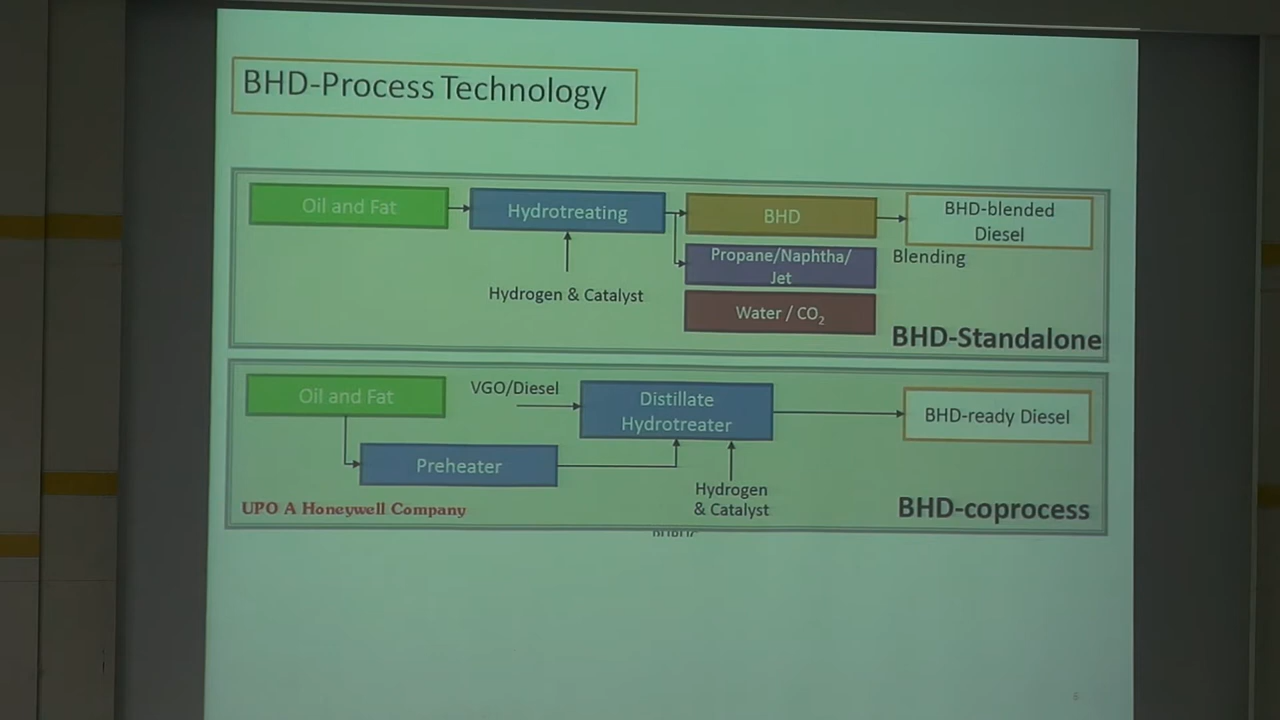 BHD-Process Technology
Oil and Fat
Hydrotreating
BHD
BHD-blended
Diesel
Propane/Naphtha/
Jet
Blending
Hydrogen & Catalyst
Water / CO₂
BHD-Standalone
Oil and Fat
VGO/Diesel
Distillate
Hydrotreater
BHD-ready Diesel
Preheater
Hydrogen
& Catalyst
UPO A Honeywell Company
BHD-coprocess
6